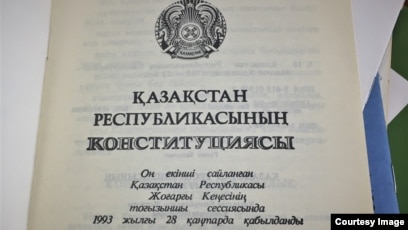 ҚАЗАҚСТАН
РЕСПУБЛИКАСЫНЫҢ
КОНСТИТУЦИЯСЫ
Он екінші сайланған
Қазақстан Республикасы
Жоғарғы Кеңесінің
тоғызыншы сессиясында
1993 жылғы 28 қаңтарда қабылданды
Courtesy Image